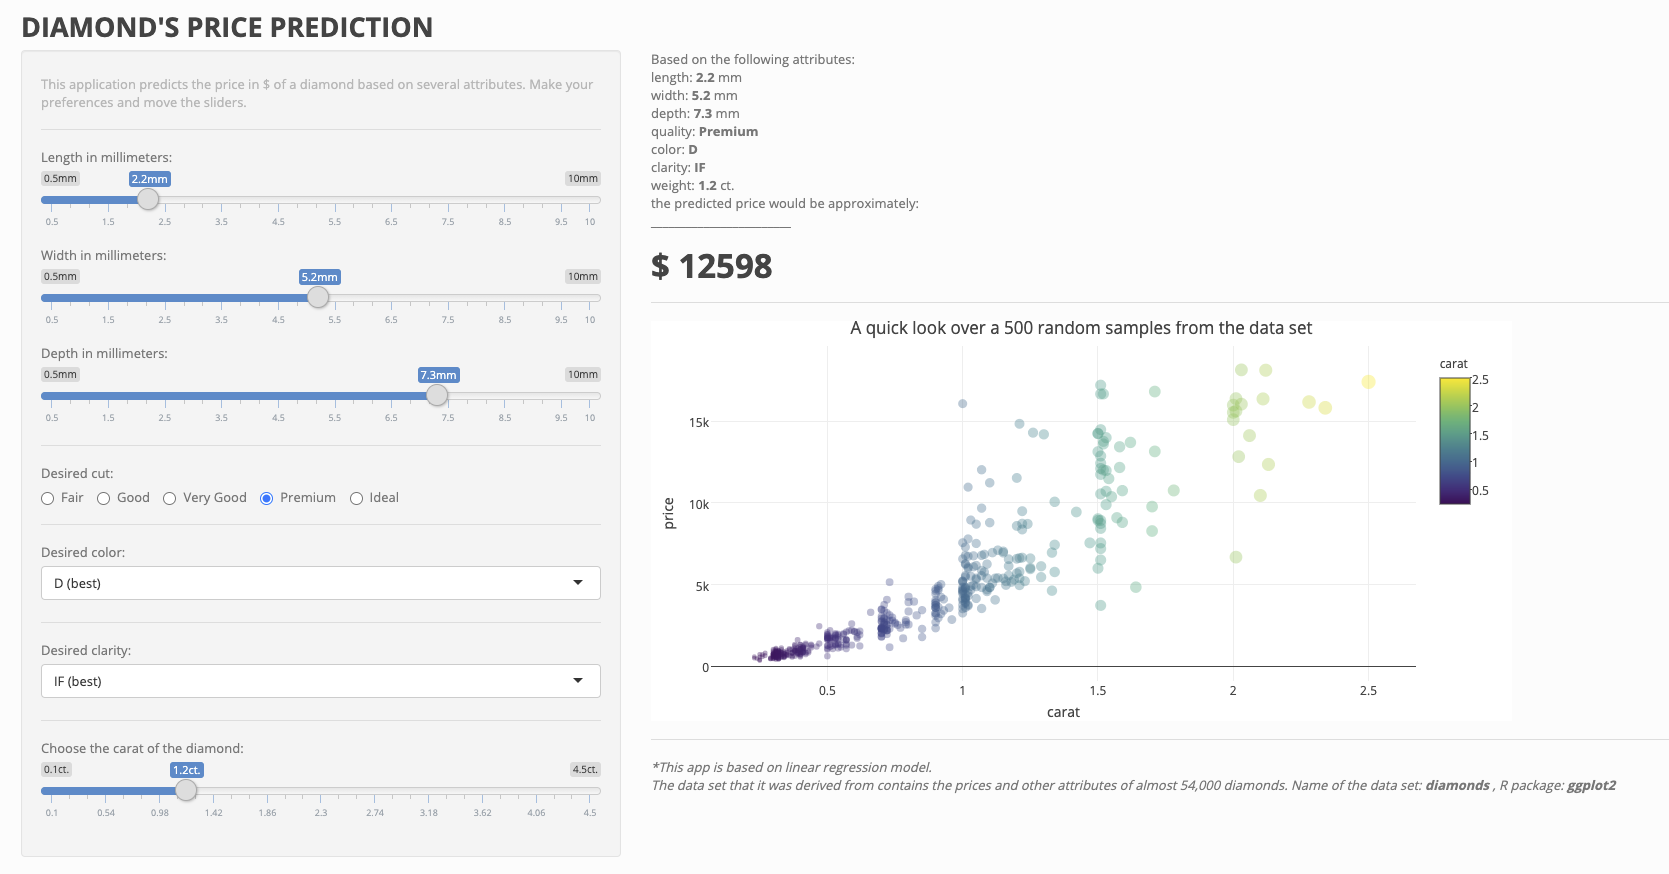 DIAMOND'S PRICE PREDICTION
This application predicts the price in $ of a diamond based on several attributes. Make your
preferences and move the sliders.
Length in millimeters:
0.5mm 2.2mm 10mm
0.5 1.5 2.5 3.5 4.5 5.5 6.5 7.5 8.5 9.5 10
Width in millimeters:
0.5mm 5.2mm 10mm
0.5 1.5 2.5 3.5 4.5 5.5 6.5 7.5 8.5 9.5 10
Depth in millimeters:
0.5mm 7.3mm 10mm
0.5 1.5 2.5 3.5 4.5 5.5 6.5 7.5 8.5 9.5 10
Desired cut:
Fair Good Very Good Premium Ideal
Desired color:
D (best)
Desired clarity:
IF (best)
Choose the carat of the diamond:
0.1ct. 1.2ct. 4.5ct.
0.1 0.54 0.98 1.42 1.86 2.3 2.74 3.18 3.62 4.06 4.5
Based on the following attributes:
length: 2.2 mm
width: 5.2 mm
depth: 7.3 mm
quality: Premium
color: D
clarity: IF
weight: 1.2 ct.
the predicted price would be approximately:
$ 12598
A quick look over a 500 random samples from the data set
carat
2.5
2
1.5
1
0.5
15k
10k
5k
0
price
0.5 1 1.5 2 2.5
carat
*This app is based on linear regression model.
The data set that it was derived from contains the prices and other attributes of almost 54,000 diamonds. Name of the data set: diamonds , R package: ggplot2